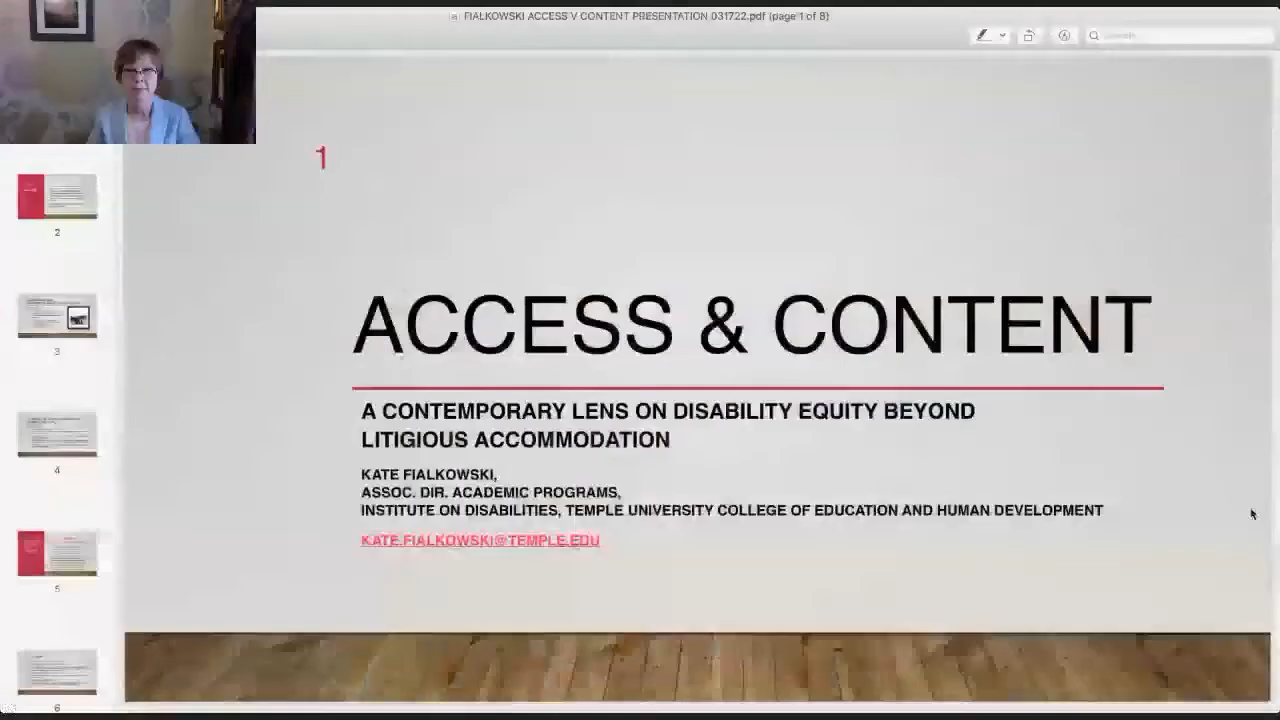 FIALKOWSKI ACCESS V CONTENT PRESENTATION 031722.pdf (page 1 of 8)
Search
1
ACCESS & CONTENT
A CONTEMPORARY LENS ON DISABILITY EQUITY BEYOND
LITIGIOUS ACCOMMODATION
KATE FIALKOWSKI,
ASSOC. DIR. ACADEMIC PROGRAMS,
INSTITUTE ON DISABILITIES, TEMPLE UNIVERSITY COLLEGE OF EDUCATION AND HUMAN DEVELOPMENT
KATE.FIALKOWSKI@TEMPLE.EDU
2
3
4
5
6